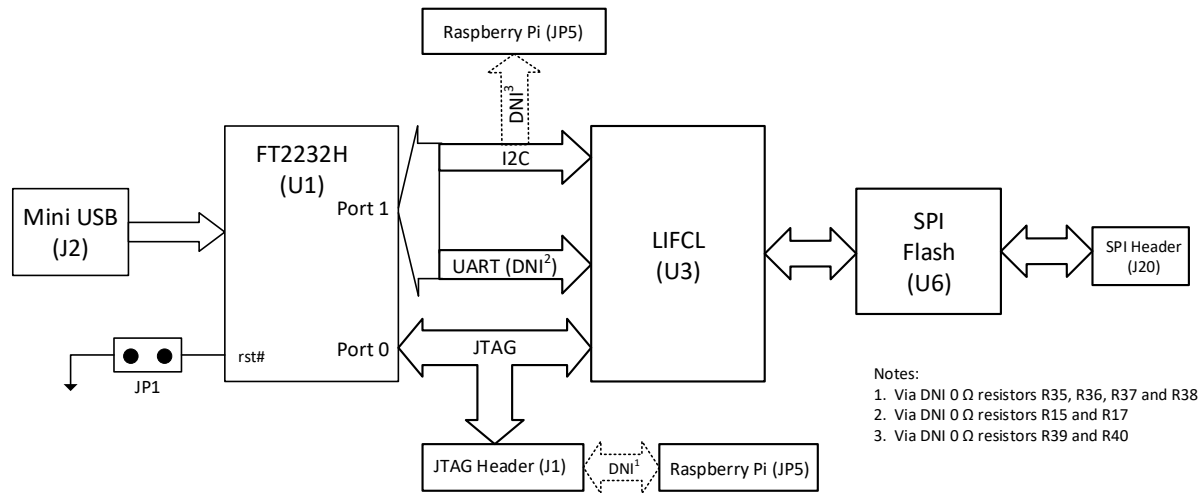 Raspberry Pi (JP5)
DNI³
FT2232H
(U1)
I2C
Mini USB
(J2)
Port 1
LIFCL
(U3)
SPI
Flash
(U6)
SPI Header
(J20)
UART (DNI²)
rst#
Port 0
JTAG
JP1
Notes:
1. Via DNI 0 Ω resistors R35, R36, R37 and R38
2. Via DNI 0 Ω resistors R15 and R17
3. Via DNI 0 Ω resistors R39 and R40
JTAG Header (J1)
DNI¹
Raspberry Pi (JP5)